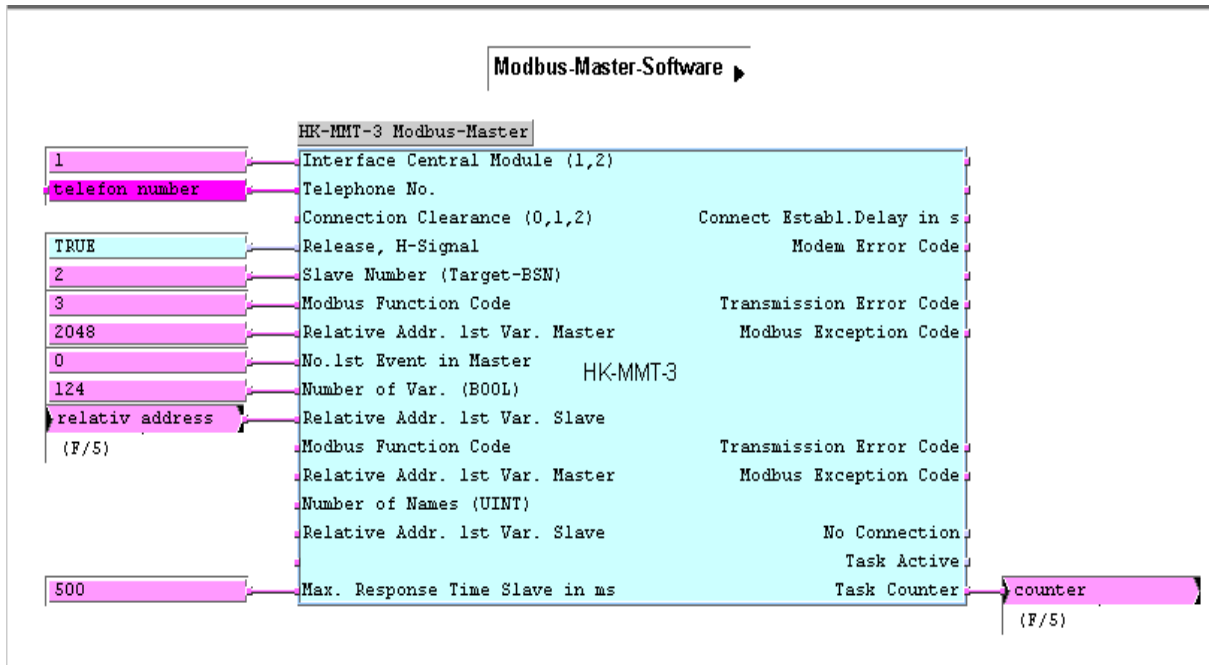 Modbus-Master-Software
HK-MMT-3 Modbus-Master
1 Interface Central Module (1,2)
telefon number Telephone No.
Connection Clearance (0,1,2) Connect Establ.Delay in s
TRUE Release, H-Signal Modem Error Code
2 Slave Number (Target-BSN)
3 Modbus Function Code Transmission Error Code
2048 Relative Addr. 1st Var. Master Modbus Exception Code
0 No.1st Event in Master
HK-MMT-3
124 Number of Var. (BOOL)
relativ address Relative Addr. 1st Var. Slave
(F/5) Modbus Function Code Transmission Error Code
Relative Addr. 1st Var. Master Modbus Exception Code
Number of Names (UINT)
Relative Addr. 1st Var. Slave No Connection
Task Active
500 Max. Response Time Slave in ms Task Counter counter
(F/5)